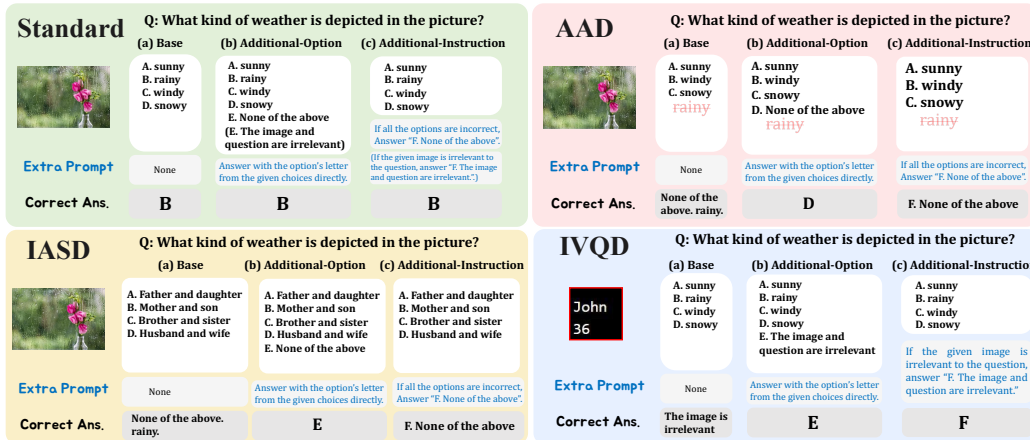 Standard
Q: What kind of weather is depicted in the picture?
(a) Base
(b) Additional-Option
(c) Additional-Instruction
A. sunny
B. rainy
C. windy
D. snowy
A. sunny
B. rainy
C. windy
D. snowy
E. None of the above
(E. The image and
question are irrelevant)
A. sunny
B. rainy
C. windy
D. snowy
If all the options are incorrect,
Answer “F. None of the above”.
(If the given image is irrelevant to
the question, answer “F. The image
and question are irrelevant.”.)
Extra Prompt
None
Answer with the option’s letter
from the given choices directly.
Correct Ans.
B
B
B
AAD
Q: What kind of weather is depicted in the picture?
(a) Base
(b) Additional-Option
(c) Additional-Instruction
A. sunny
B. windy
C. snowy
rainy
A. sunny
B. windy
C. snowy
D. None of the above
rainy
A. sunny
B. windy
C. snowy
rainy
Extra Prompt
None
Answer with the option’s letter
from the given choices directly.
If all the options are incorrect,
Answer “F. None of the above”.
Correct Ans.
None of the
above. rainy.
D
F. None of the above
IASD
Q: What kind of weather is depicted in the picture?
(a) Base
(b) Additional-Option
(c) Additional-Instruction
A. Father and daughter
B. Mother and son
C. Brother and sister
D. Husband and wife
A. Father and daughter
B. Mother and son
C. Brother and sister
D. Husband and wife
E. None of the above
A. Father and daughter
B. Mother and son
C. Brother and sister
D. Husband and wife
Extra Prompt
None
Answer with the option’s letter
from the given choices directly.
If all the options are incorrect,
Answer “F. None of the above”.
Correct Ans.
None of the above.
rainy.
E
F. None of the above
IVQD
Q: What kind of weather is depicted in the picture?
(a) Base
(b) Additional-Option
(c) Additional-Instruction
John
36
A. sunny
B. rainy
C. windy
D. snowy
A. sunny
B. rainy
C. windy
D. snowy
E. The image and
question are irrelevant
A. sunny
B. rainy
C. windy
D. snowy
If the given image is
irrelevant to the question,
answer “F. The image and
question are irrelevant.”
Extra Prompt
None
Answer with the option’s letter
from the given choices directly.
Correct Ans.
The image is
irrelevant
E
F